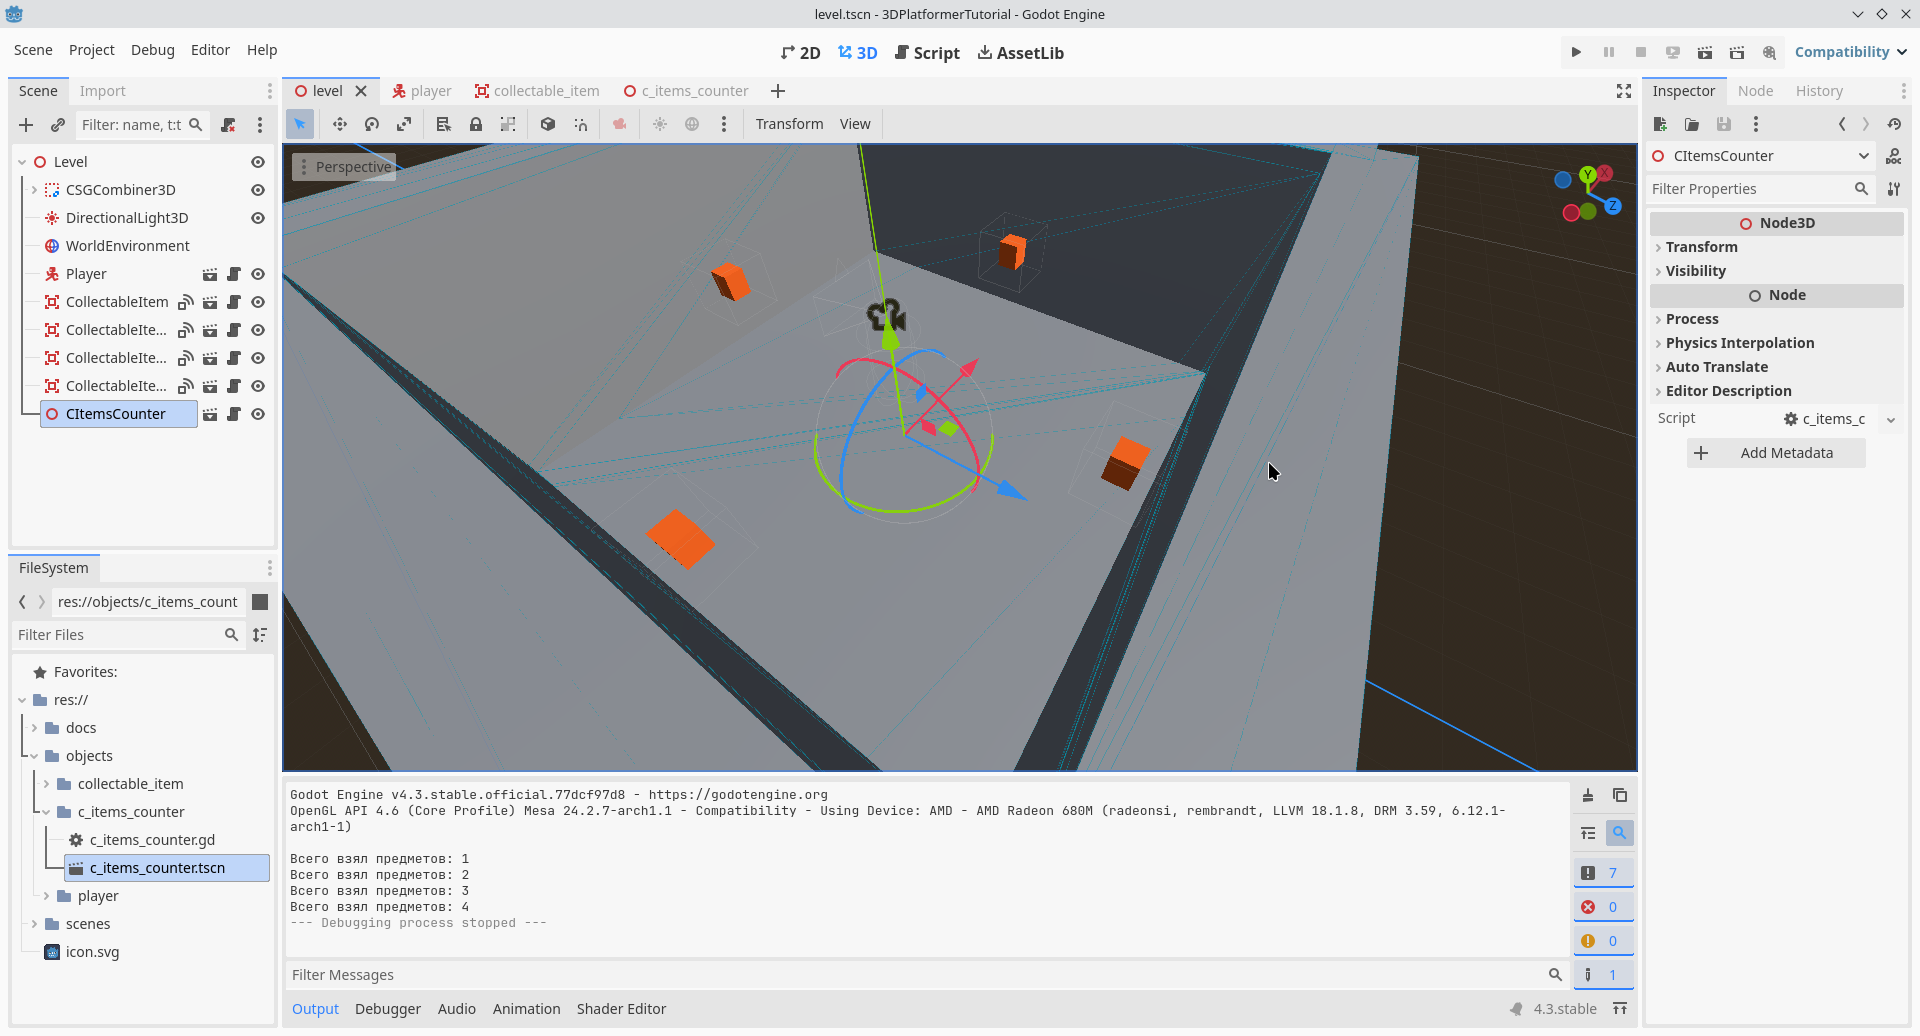 level.tscn - 3DPlatformerTutorial - Godot Engine
Scene Project Debug Editor Help
2D 3D Script AssetLib
Compatibility
Scene Import
Filter: name, t:t
Level
CSGCombiner3D
DirectionalLight3D
WorldEnvironment
Player
CollectableItem
CollectableIte...
CollectableIte...
CollectableIte...
CItemsCounter
FileSystem
res://objects/c_items_count
Filter Files
Favorites:
res://
docs
objects
collectable_item
c_items_counter
c_items_counter.gd
c_items_counter.tscn
player
scenes
icon.svg
level player collectable_item c_items_counter
Transform View
Perspective
Y X Z
Godot Engine v4.3.stable.official.77dcf97d8 - https://godotengine.org
OpenGL API 4.6 (Core Profile) Mesa 24.2.7-arch1.1 - Compatibility - Using Device: AMD - AMD Radeon 680M (radeonsi, rembrandt, LLVM 18.1.8, DRM 3.59, 6.12.1-
arch1-1)
Всего взял предметов: 1
Всего взял предметов: 2
Всего взял предметов: 3
Всего взял предметов: 4
--- Debugging process stopped ---
7
0
0
1
Filter Messages
Output Debugger Audio Animation Shader Editor
4.3.stable
Inspector Node History
CItemsCounter
DOC
Filter Properties
Node3D
Transform
Visibility
Node
Process
Physics Interpolation
Auto Translate
Editor Description
Script c_items_c
Add Metadata